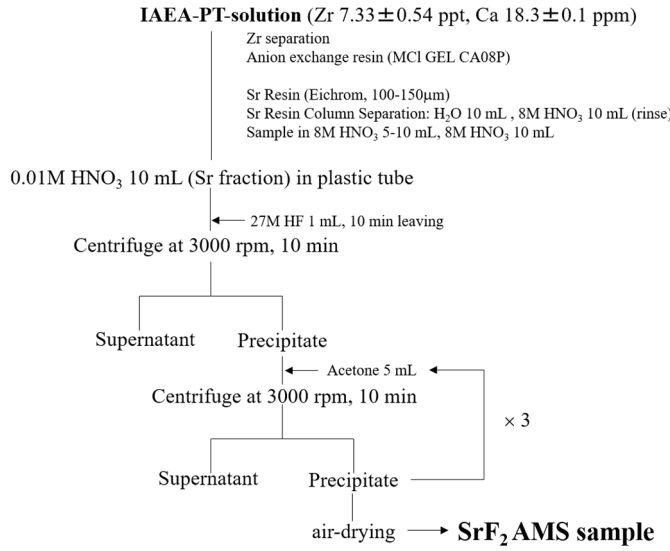 IAEA-PT-solution (Zr 7.33±0.54 ppt, Ca 18.3±0.1 ppm)
Zr separation
Anion exchange resin (MCl GEL CA08P)
Sr Resin (Eichrom, 100-150μm)
Sr Resin Column Separation: H₂O 10 mL , 8M HNO₃ 10 mL (rinse)
Sample in 8M HNO₃ 5-10 mL, 8M HNO₃ 10 mL
0.01M HNO₃ 10 mL (Sr fraction) in plastic tube
27M HF 1 mL, 10 min leaving
Centrifuge at 3000 rpm, 10 min
Supernatant
Precipitate
Acetone 5 mL
Centrifuge at 3000 rpm, 10 min
× 3
Supernatant
Precipitate
air-drying
SrF₂ AMS sample